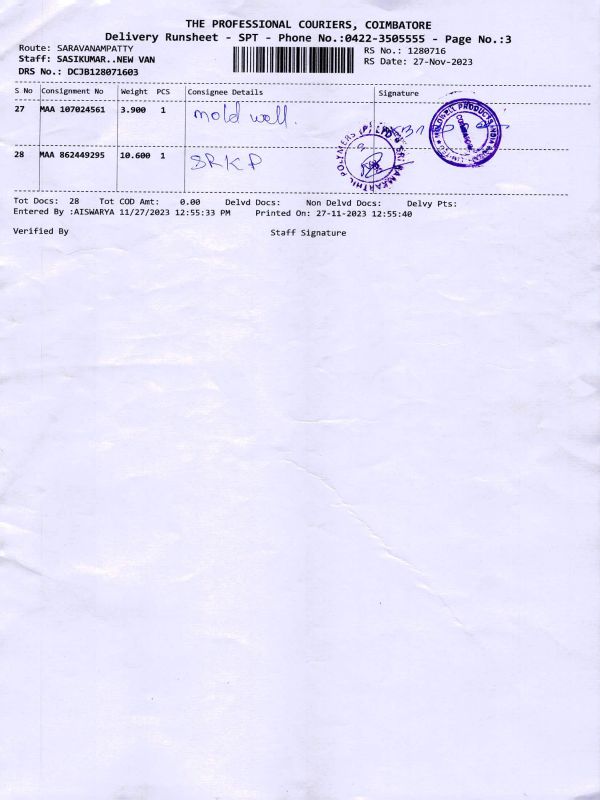 THE PROFESSIONAL COURIERS, COIMBATORE
Delivery Runsheet - SPT - Phone No.:0422-3505555 - Page No.:3
Route: SARAVANAMPATTY
RS No.: 1280716
Staff: SASIKUMAR..NEW VAN
RS Date: 27-Nov-2023
DRS No.: DCJB128071603
S No Consignment No Weight PCS Consignee Details Signature
27 MAA 107024561 3.900 1 mold well.
28 MAA 862449295 10.600 1 SRKP
POLYMERS
PRODUCTS
COIMBATORE
Tot Docs: 28 Tot COD Amt: 0.00 Delvd Docs: Non Delvd Docs: Delvy Pts:
Entered By :AISWARYA 11/27/2023 12:55:33 PM Printed On: 27-11-2023 12:55:40
Verified By Staff Signature